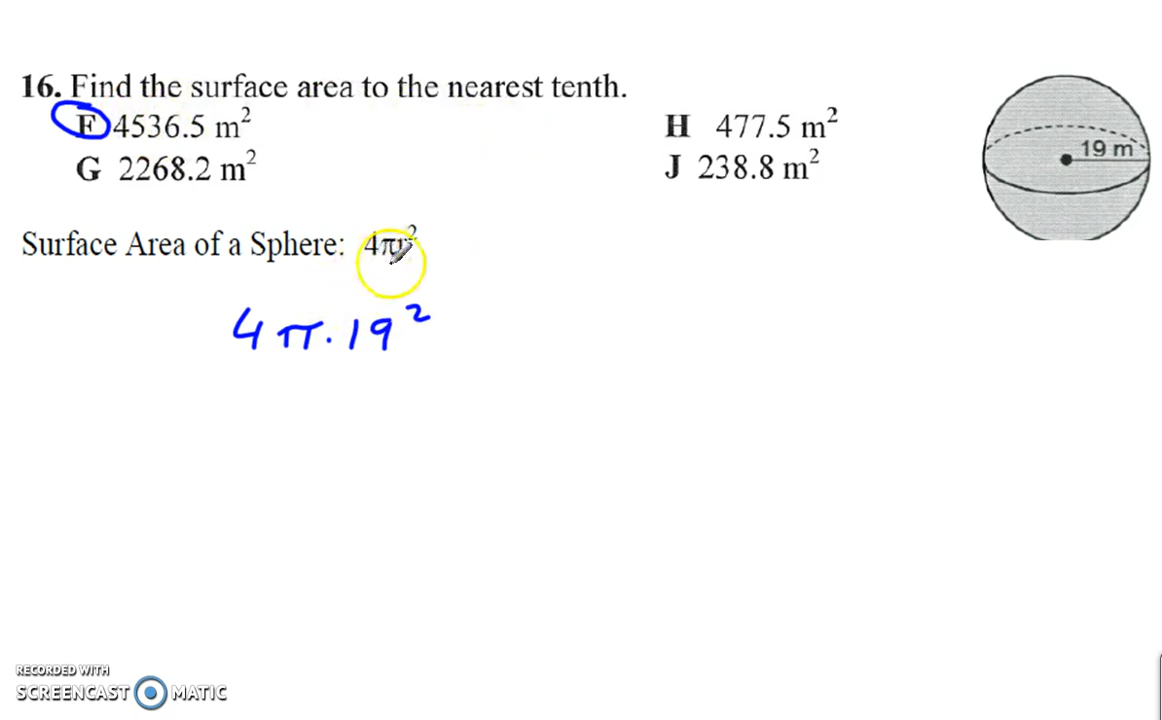 16. Find the surface area to the nearest tenth.
F 4536.5 m²
H 477.5 m²
G 2268.2 m²
J 238.8 m²
19 m
Surface Area of a Sphere: 4πr²
4π·19²
RECORDED WITH
SCREENCAST MATIC